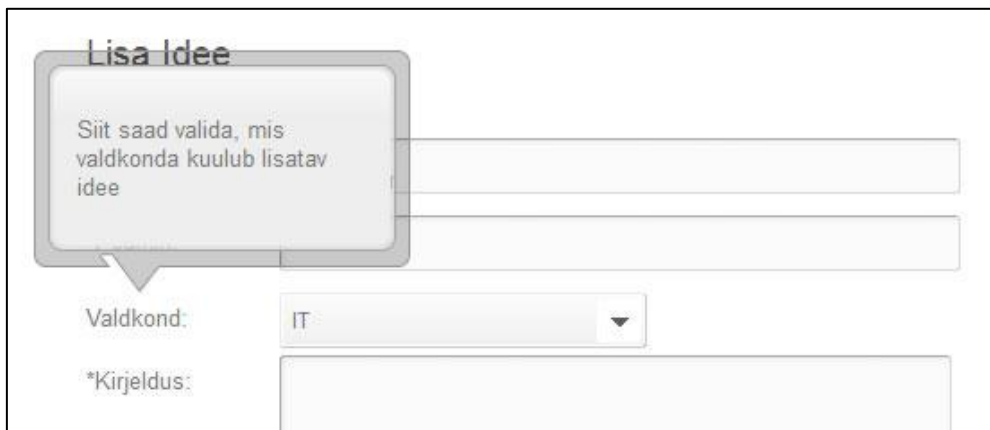 Lisa Idee
Siit saad valida, mis
valdkonda kuulub lisatav
idee
Valdkond:
IT
*Kirjeldus: